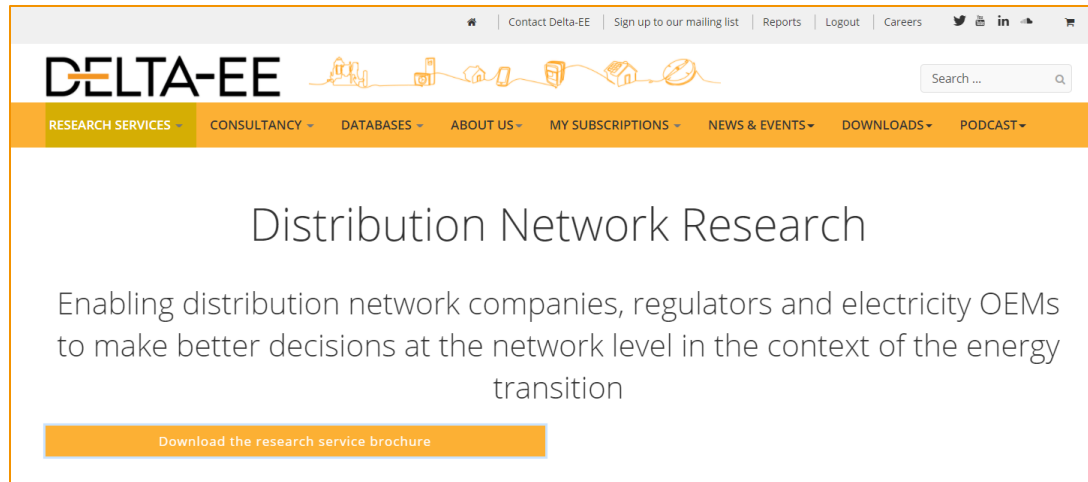 Contact Delta-EE Sign up to our mailing list Reports Logout Careers
DELTA-EE
Search ...
RESEARCH SERVICES CONSULTANCY DATABASES ABOUT US MY SUBSCRIPTIONS NEWS & EVENTS DOWNLOADS PODCAST
Distribution Network Research
Enabling distribution network companies, regulators and electricity OEMs
to make better decisions at the network level in the context of the energy
transition
Download the research service brochure